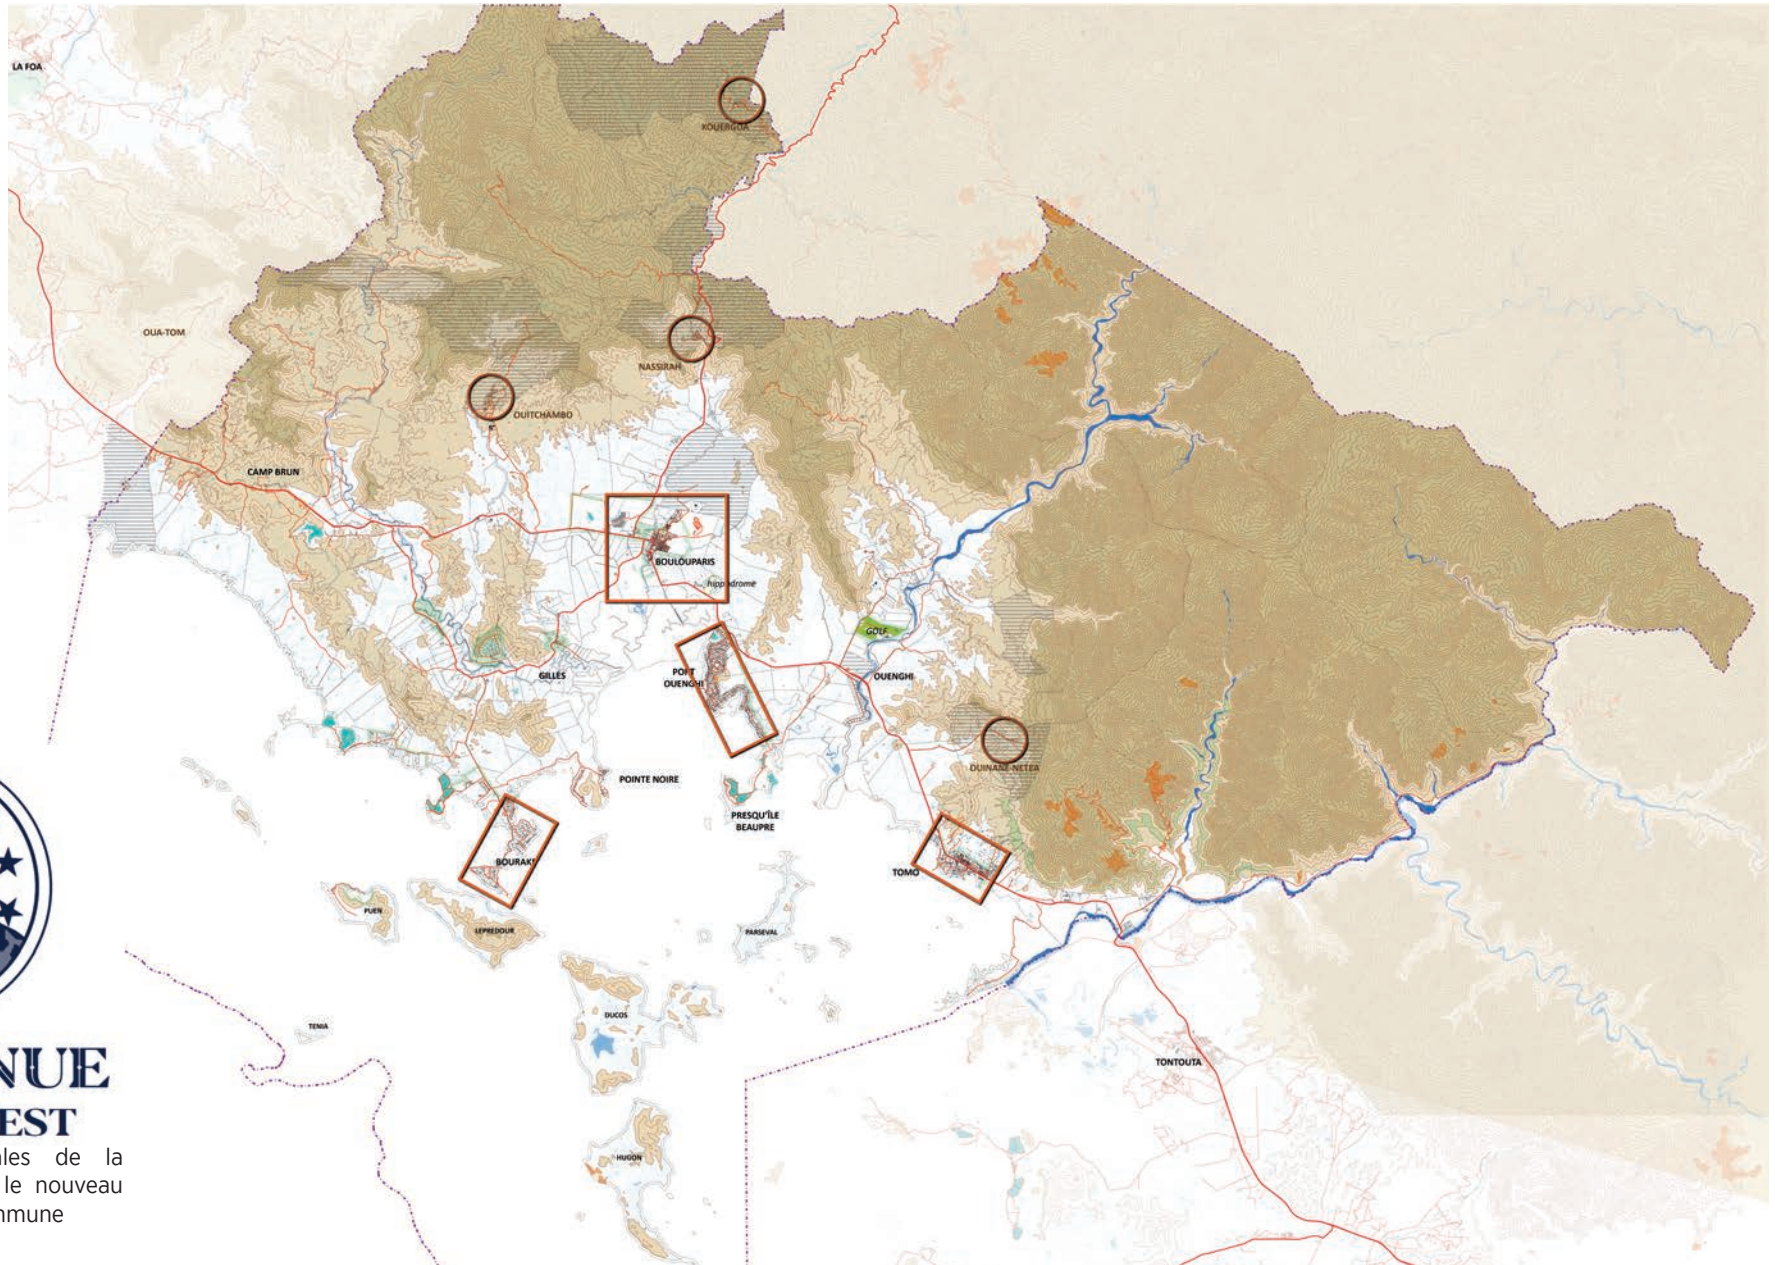 LA FOA
KOUERGOA
OUA-TOM
NASSIRAH
OUITCHAMBO
CAMP BRUN
BOULOUPARIS
hippodrome
GOLF
GILLES
PORT
OUENGHI
OUENGHI
OUINANE-NETEA
POINTE NOIRE
PRESQU'ÎLE
BEAUPRE
BOURAKE
TOMO
PUEN
LEPREDOUR
PARSEVAL
DUCOS
TENIA
TONTOUTA
HUGON
NUE
EST
les de la
le nouveau
mmune